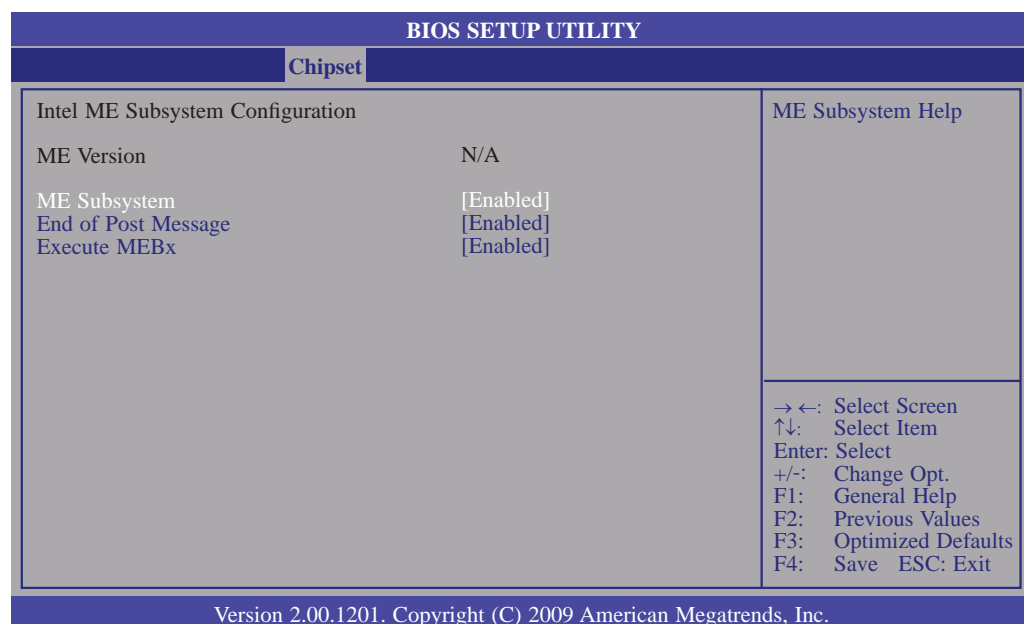 BIOS SETUP UTILITY
Chipset
Intel ME Subsystem Configuration
ME Version N/A
ME Subsystem [Enabled]
End of Post Message [Enabled]
Execute MEBx [Enabled]
ME Subsystem Help
→ ←: Select Screen
↑↓: Select Item
Enter: Select
+/-: Change Opt.
F1: General Help
F2: Previous Values
F3: Optimized Defaults
F4: Save ESC: Exit
Version 2.00.1201. Copyright (C) 2009 American Megatrends, Inc.